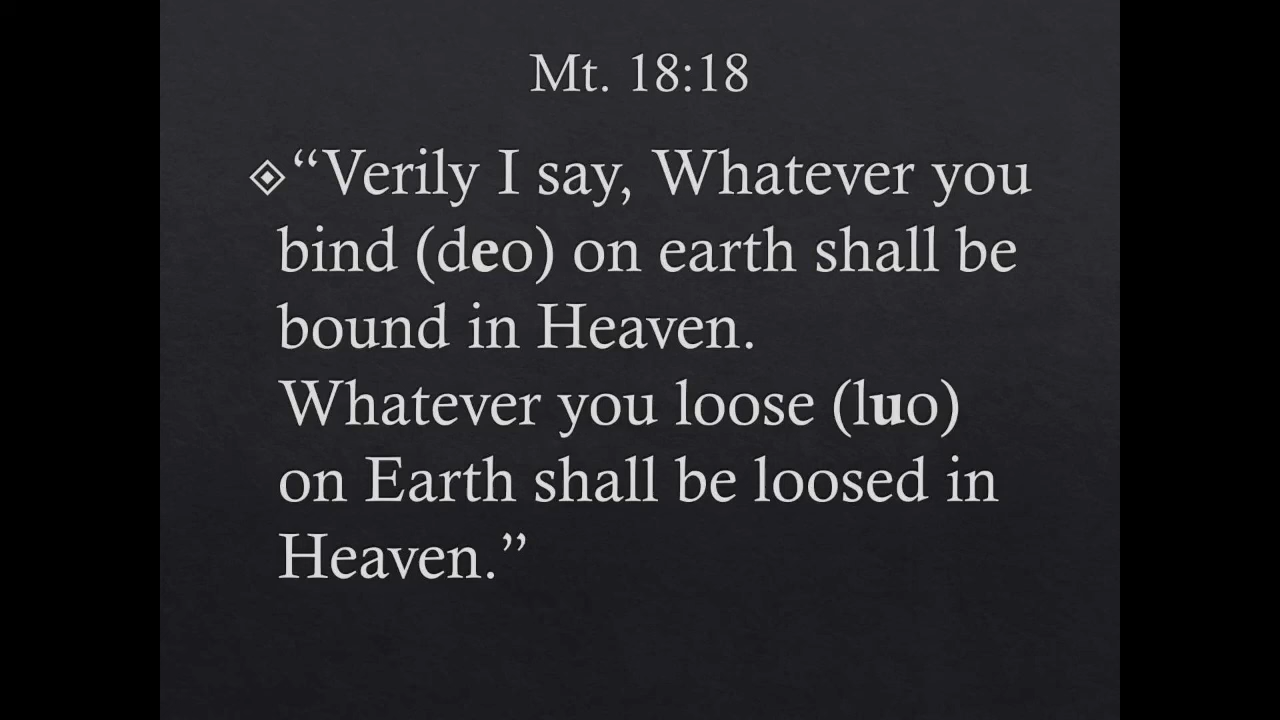 Mt. 18:18
“Verily I say, Whatever you
bind (deo) on earth shall be
bound in Heaven.
Whatever you loose (luo)
on Earth shall be loosed in
Heaven.”